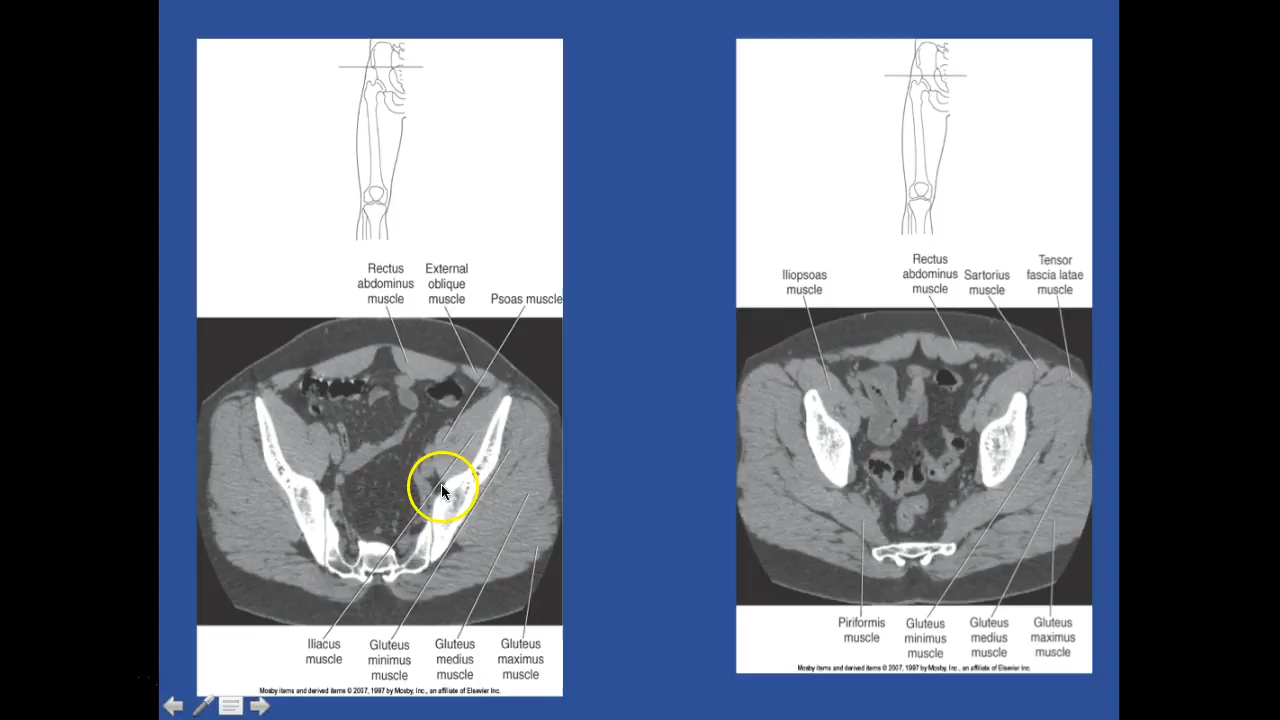 Rectus
abdominus
muscle
External
oblique
muscle
Psoas muscle
Iliacus
muscle
Gluteus
minimus
muscle
Gluteus
medius
muscle
Gluteus
maximus
muscle
Mosby items and derived items © 2007, 1997 by Mosby, Inc., an affiliate of Elsevier Inc.
Iliopsoas
muscle
Rectus
abdominus
muscle
Sartorius
muscle
Tensor
fascia latae
muscle
Piriformis
muscle
Gluteus
minimus
muscle
Gluteus
medius
muscle
Gluteus
maximus
muscle
Mosby items and derived items © 2007, 1997 by Mosby, Inc., an affiliate of Elsevier Inc.